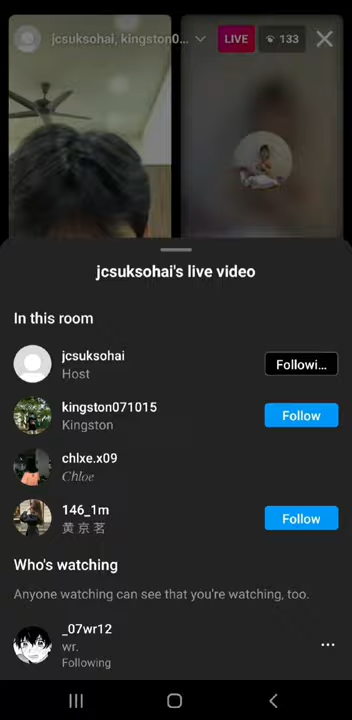 jcsuksohai, kingston0...
LIVE
133
jcsuksohai's live video
In this room
jcsuksohai
Host
Followi...
kingston071015
Kingston
Follow
chlxe.x09
Chloe
146_1m
黄 京 茗
Follow
Who's watching
Anyone watching can see that you're watching, too.
_07wr12
wr.
Following